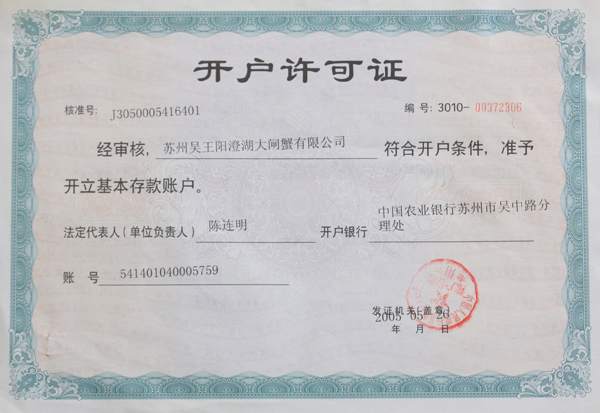 开户许可证
核准号: J3050005416401 编号: 3010-00372306
经审核, 苏州吴王阳澄湖大闸蟹有限公司 符合开户条件, 准予
开立基本存款账户。
法定代表人(单位负责人) 陈连明 开户银行 中国农业银行苏州市吴中路分
理处
账号 541401040005759
发证机关(盖章)
2005 05 26
年 月 日